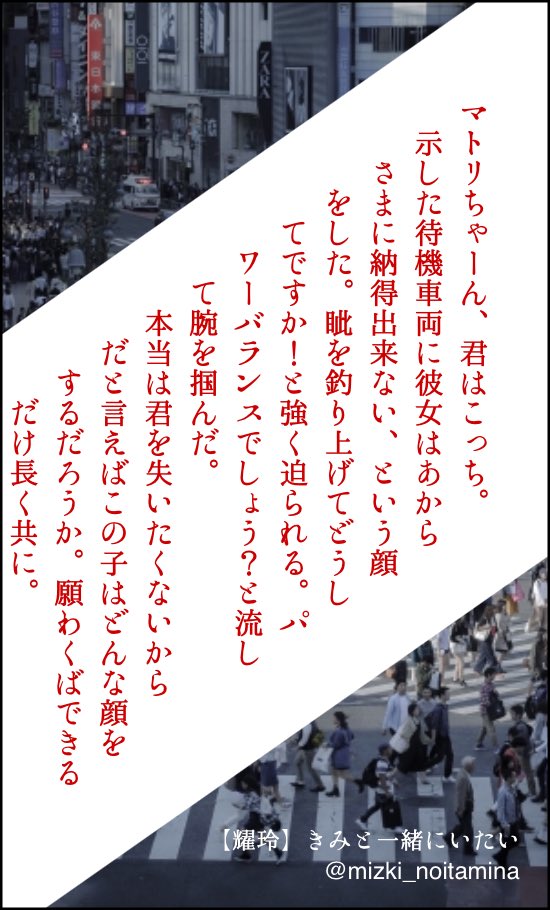 マトリちゃーん、君はこっち。
示した待機車両に彼女はあから
さまに納得出来ない、という顔
をした。眦を釣り上げてどうし
てですか！と強く迫られる。パ
ワーバランスでしょう？と流し
て腕を掴んだ。
本当は君を失いたくないから
だと言えばこの子はどんな顔を
するだろうか。願わくばできる
だけ長く共に。
【耀玲】きみと一緒にいたい
@mizki_noitamina
東日本銀
OIOI
ZARA